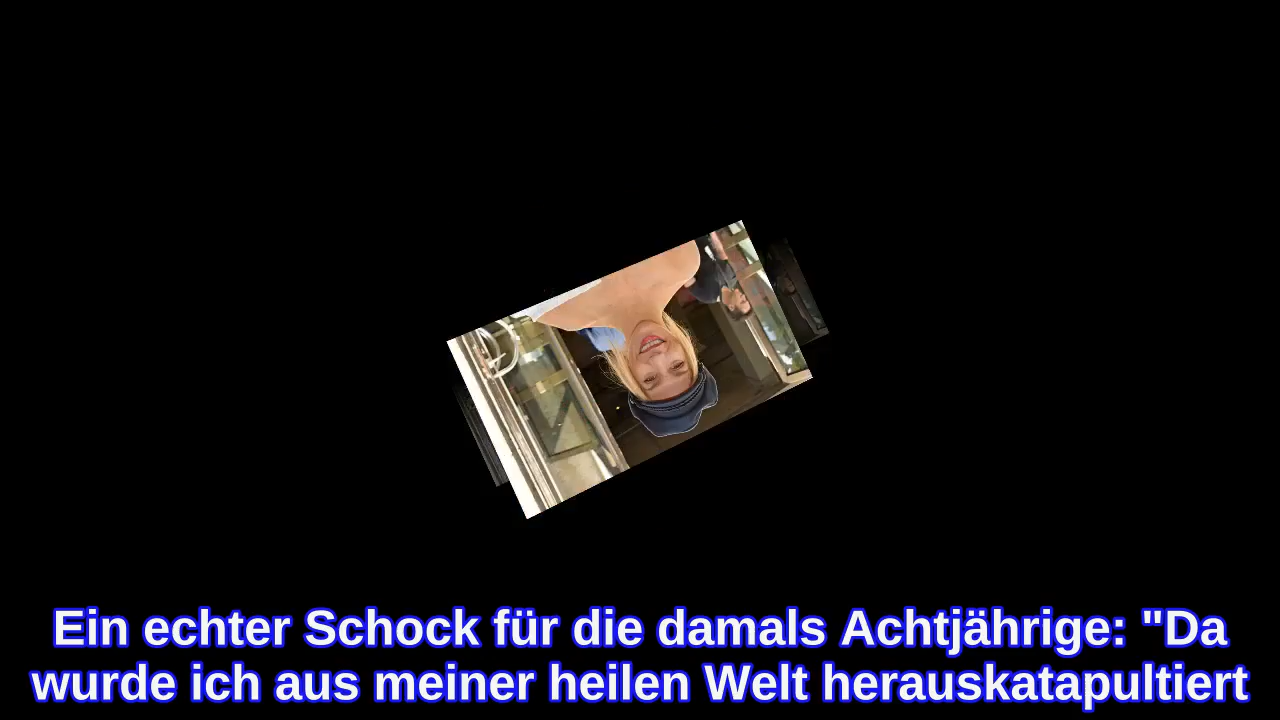 Ein echter Schock für die damals Achtjährige: "Da
wurde ich aus meiner heilen Welt herauskatapultiert